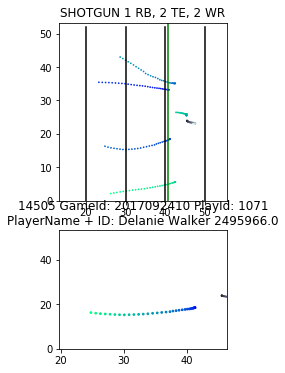 SHOTGUN 1 RB, 2 TE, 2 WR
50
40
30
20
10
0
20 30 40 50
14505 GameId: 2017092410 PlayId: 1071
PlayerName + ID: Delanie Walker 2495966.0
40
20
0
20 30 40